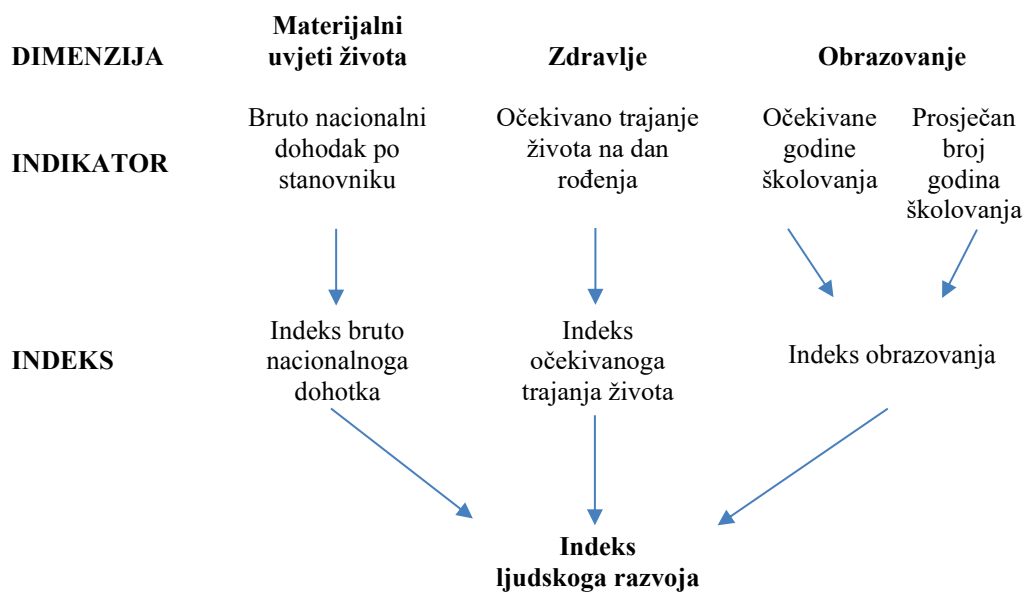 DIMENZIJA
Materijalni
uvjeti života
Zdravlje
Obrazovanje
INDIKATOR
Bruto nacionalni
dohodak po
stanovniku
Očekivano trajanje
života na dan
rođenja
Očekivane
godine
školovanja
Prosječan
broj
godina
školovanja
INDEKS
Indeks bruto
nacionalnoga
dohotka
Indeks
očekivanoga
trajanja života
Indeks obrazovanja
Indeks
ljudskoga razvoja